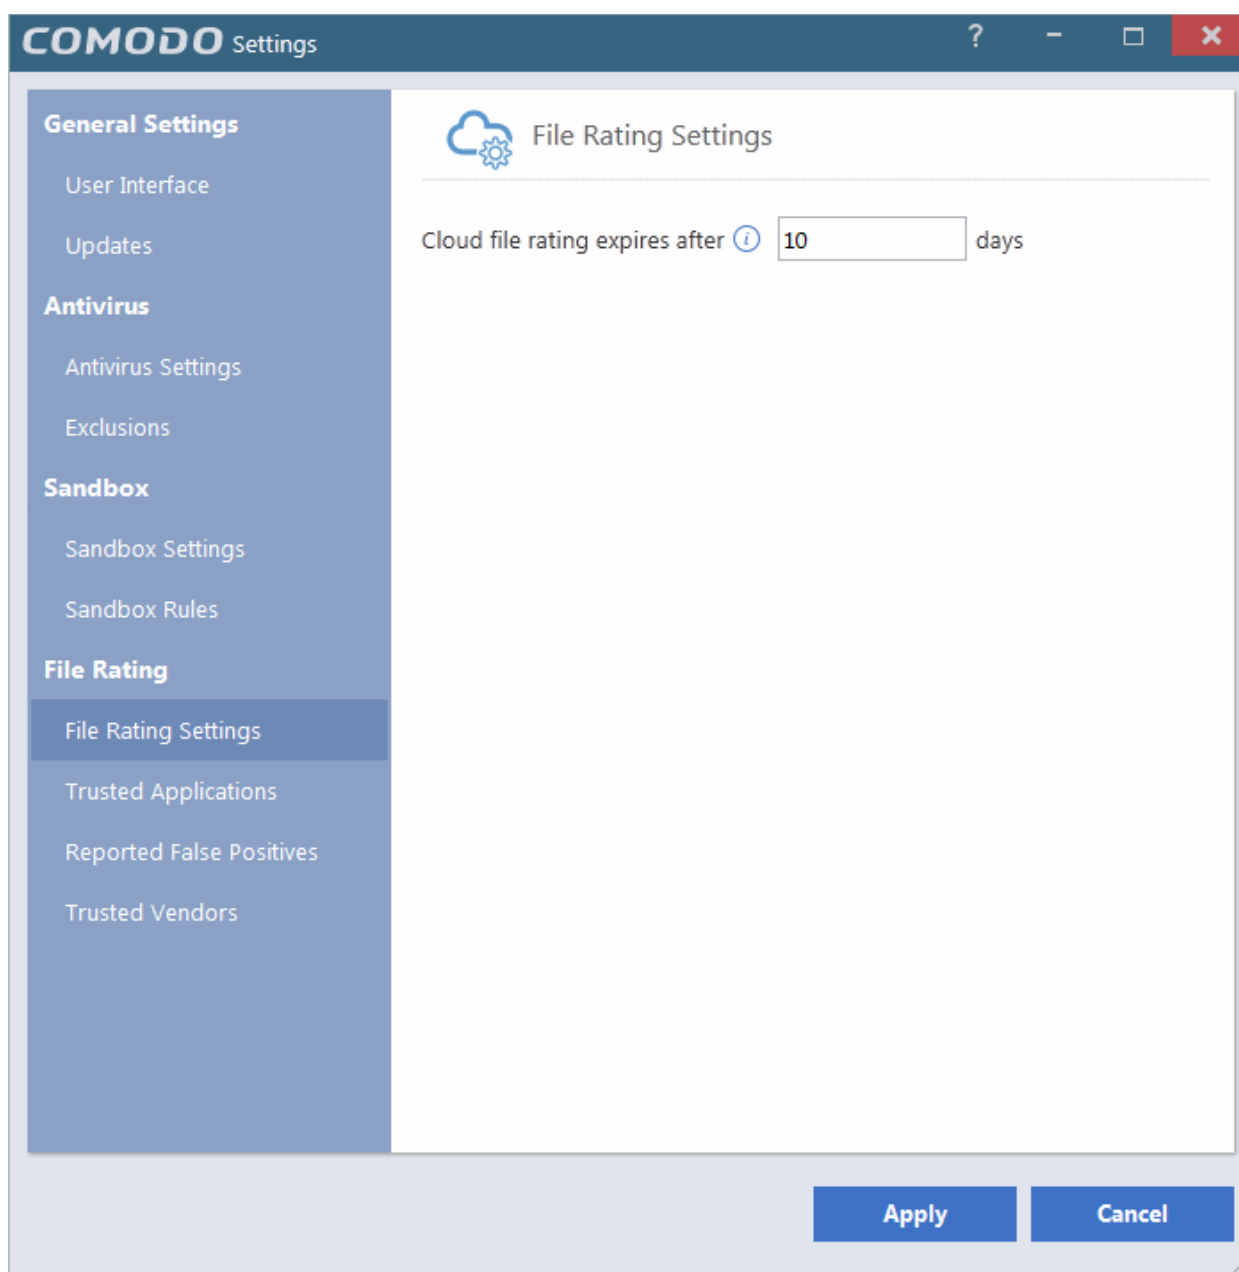 COMODO Settings
?
General Settings
User Interface
Updates
Antivirus
Antivirus Settings
Exclusions
Sandbox
Sandbox Settings
Sandbox Rules
File Rating
File Rating Settings
Trusted Applications
Reported False Positives
Trusted Vendors
File Rating Settings
Cloud file rating expires after i 10 days
Apply
Cancel